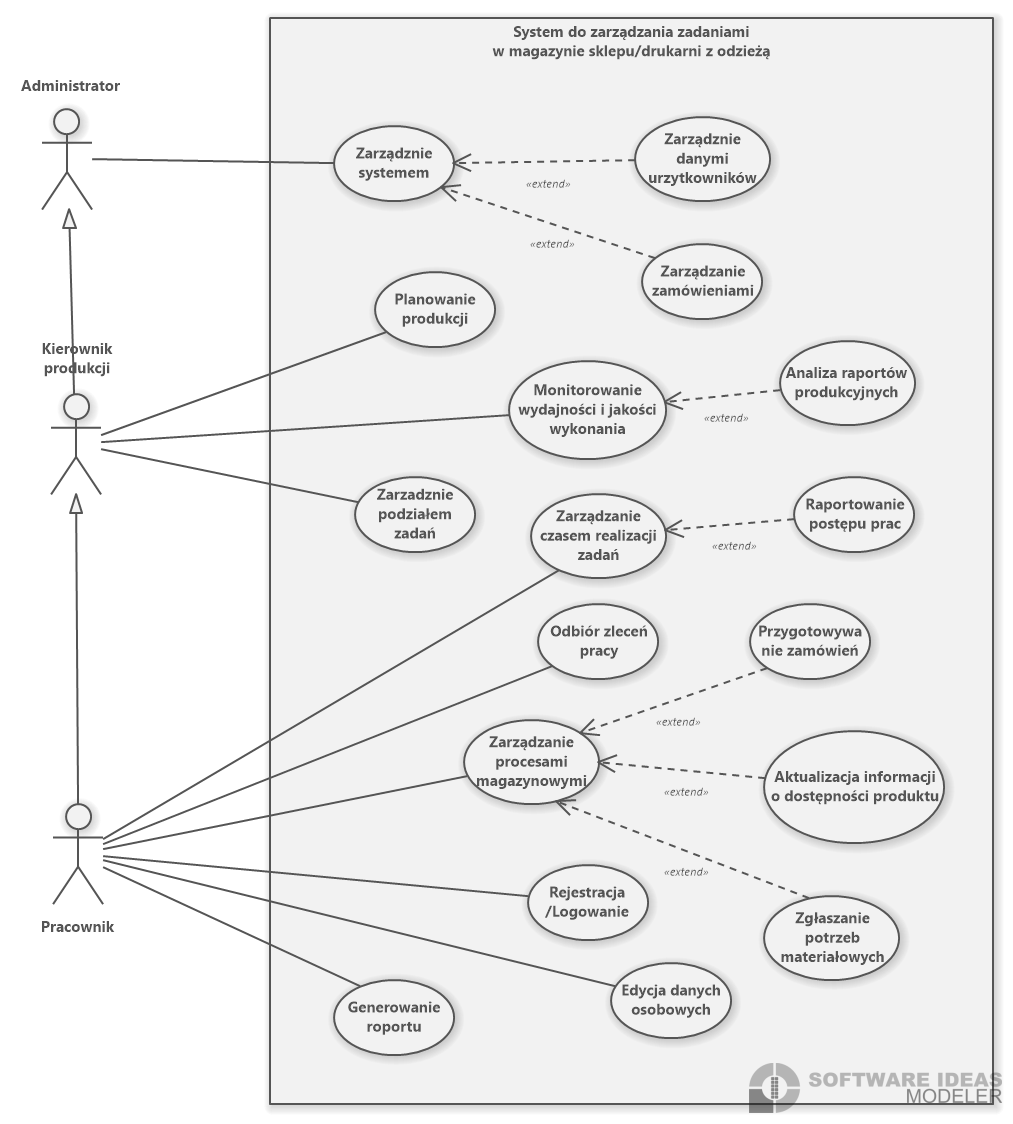 System do zarządzania zadaniami
w magazynie sklepu/drukarni z odzieżą
Administrator
Zarządznie
systemem
«extend»
Zarządznie
danymi
urzytkowników
«extend»
Zarządzanie
zamówieniami
Planowanie
produkcji
Kierownik
produkcji
Monitorowanie
wydajności i jakości
wykonania
«extend»
Analiza raportów
produkcyjnych
Zarzadznie
podziałem
zadań
Zarządzanie
czasem realizacji
zadań
«extend»
Raportowanie
postępu prac
Odbiór zleceń
pracy
Przygotowywa
nie zamówień
«extend»
Zarządzanie
procesami
magazynowymi
«extend»
Aktualizacja informacji
o dostępności produktu
«extend»
Zgłaszanie
potrzeb
materiałowych
Pracownik
Rejestracja
/Logowanie
Edycja danych
osobowych
Generowanie
roportu
SOFTWARE IDEAS
MODELER